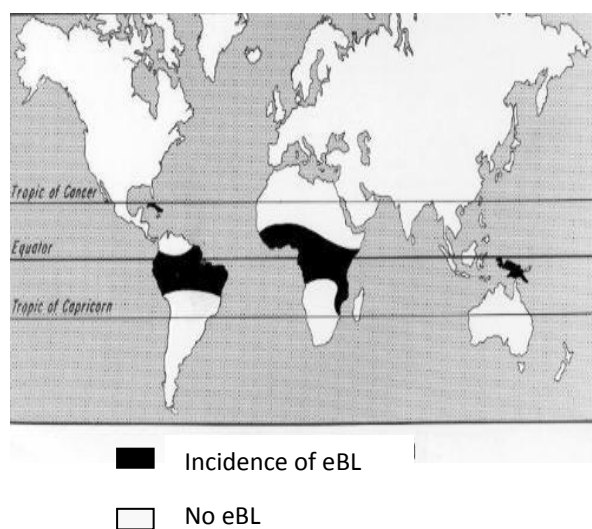 Tropic of Cancer
Equator
Tropic of Capricorn
Incidence of eBL
No eBL